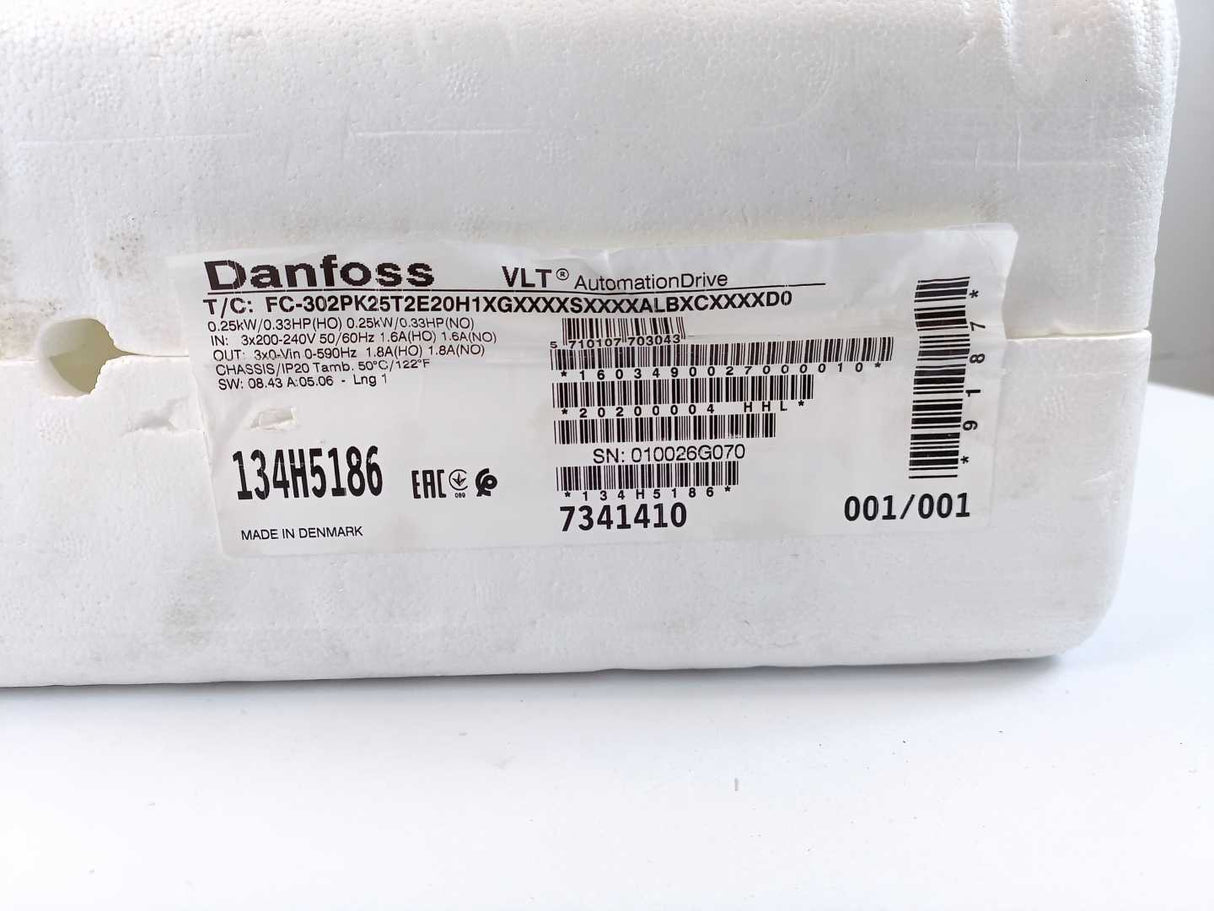 Danfoss VLT® AutomationDrive
T/C: FC-302PK25T2E20H1XGXXXXSXXXXALBXCXXXXD0
0.25kW/0.33HP(HO) 0.25kW/0.33HP(NO)
IN: 3x200-240V 50/60Hz 1.6A(HO) 1.6A(NO)
OUT: 3x0-Vin 0-590Hz 1.8A(HO) 1.8A(NO)
CHASSIS/IP20 Tamb. 50°C/122°F
SW: 08.43 A:05.06 - Lng 1
134H5186
EAC
MADE IN DENMARK
5 710107 703043
*1603490027000010*
*20200004 HHL*
SN: 010026G070
*134H5186*
7341410
*9187*
001/001